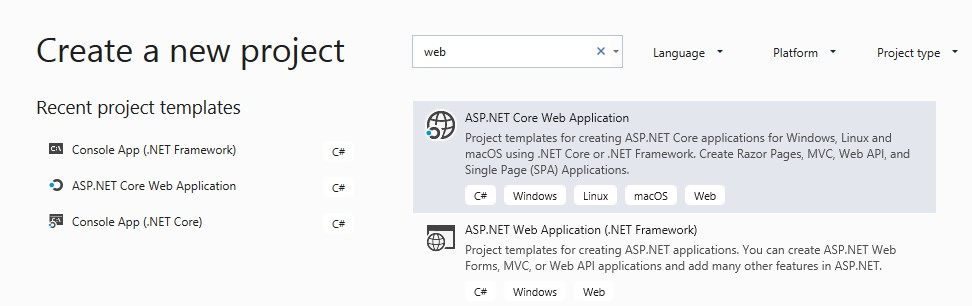 Create a new project
web
Language
Platform
Project type
Recent project templates
Console App (.NET Framework)
C#
ASP.NET Core Web Application
C#
Console App (.NET Core)
C#
ASP.NET Core Web Application
Project templates for creating ASP.NET Core applications for Windows, Linux and
macOS using .NET Core or .NET Framework. Create Razor Pages, MVC, Web API, and
Single Page (SPA) Applications.
C# Windows Linux macOS Web
ASP.NET Web Application (.NET Framework)
Project templates for creating ASP.NET applications. You can create ASP.NET Web
Forms, MVC, or Web API applications and add many other features in ASP.NET.
C# Windows Web